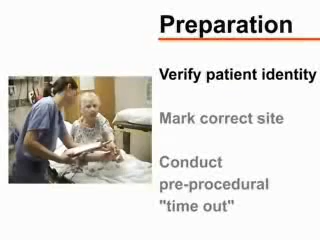 Preparation
Verify patient identity
Mark correct site
Conduct
pre-procedural
"time out"